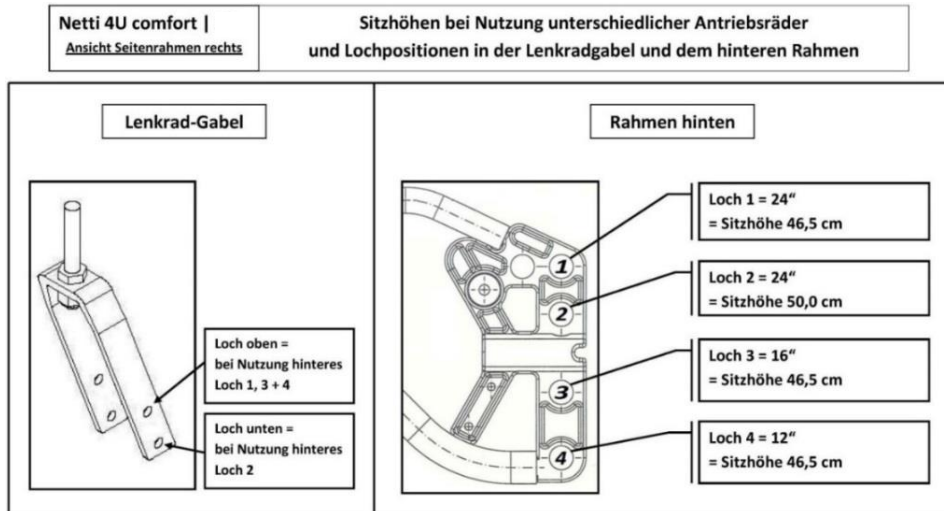 Netti 4U comfort |
Ansicht Seitenrahmen rechts
Sitzhöhen bei Nutzung unterschiedlicher Antriebsräder
und Lochpositionen in der Lenkradgabel und dem hinteren Rahmen
Lenkrad-Gabel
Loch oben =
bei Nutzung hinteres
Loch 1, 3 + 4
Loch unten =
bei Nutzung hinteres
Loch 2
Rahmen hinten
1
2
3
4
Loch 1 = 24“
= Sitzhöhe 46,5 cm
Loch 2 = 24“
= Sitzhöhe 50,0 cm
Loch 3 = 16“
= Sitzhöhe 46,5 cm
Loch 4 = 12“
= Sitzhöhe 46,5 cm